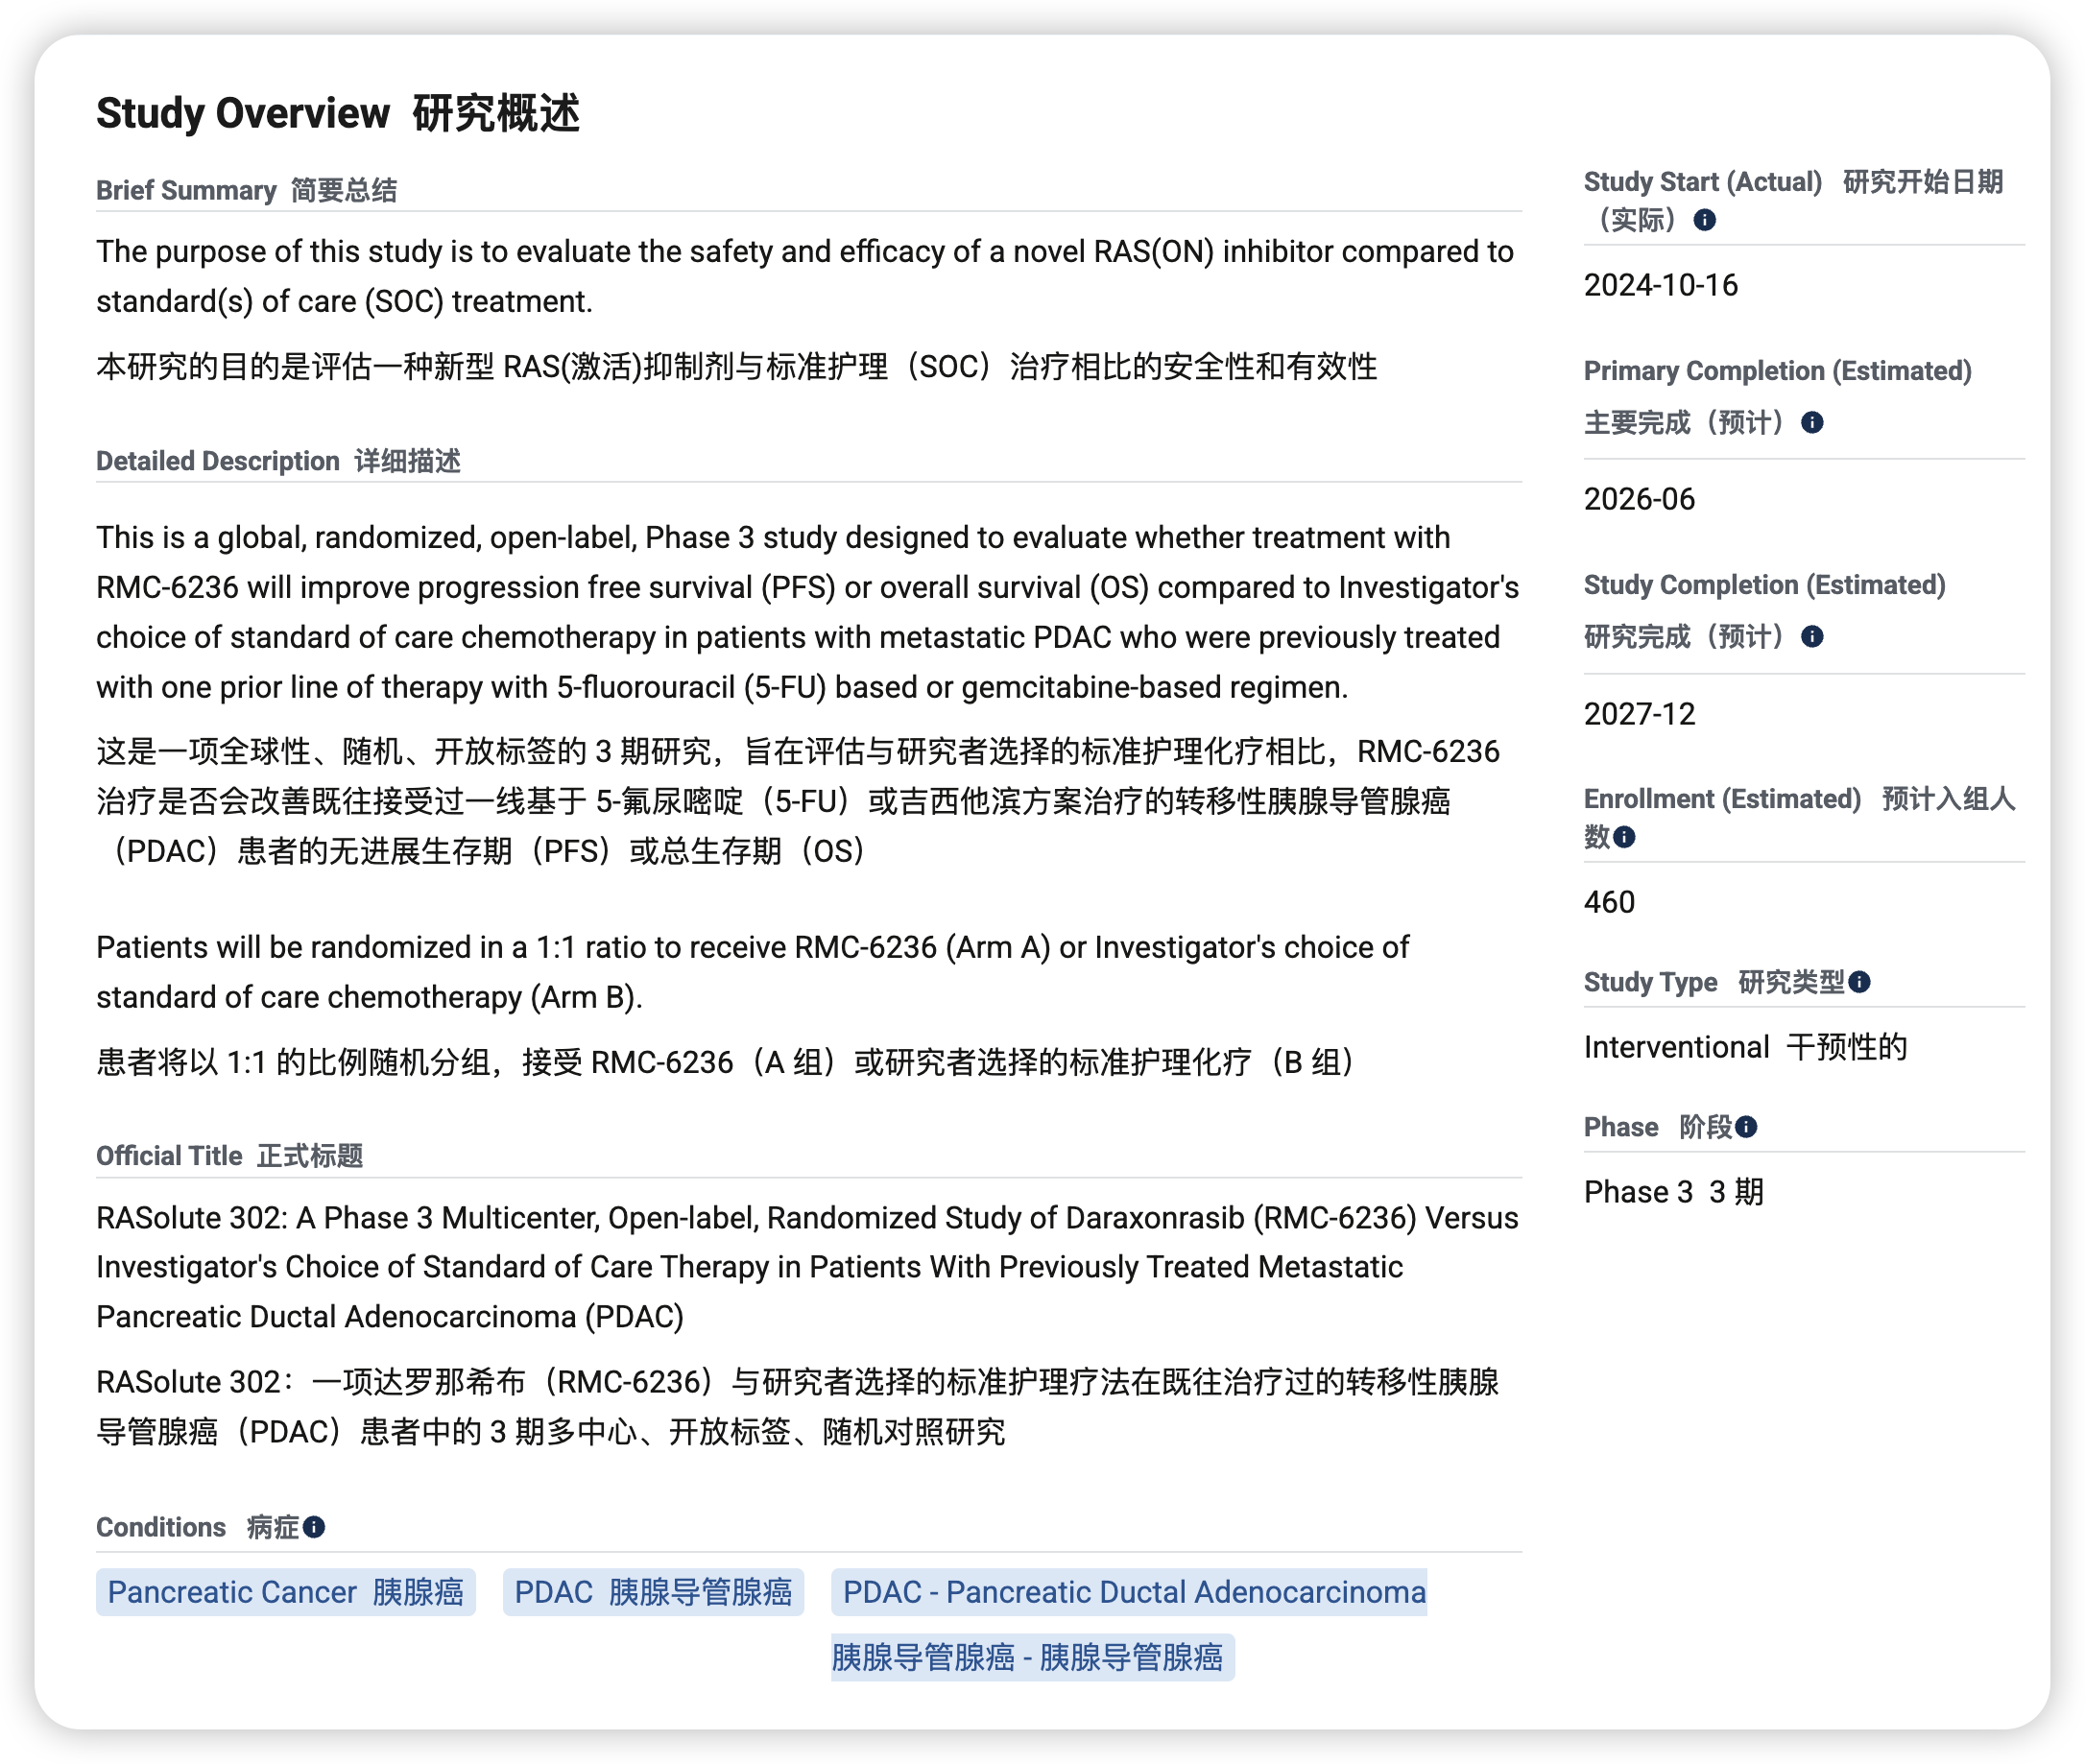 Study Overview 研究概述
Brief Summary 简要总结
The purpose of this study is to evaluate the safety and efficacy of a novel RAS(ON) inhibitor compared to
standard(s) of care (SOC) treatment.
本研究的目的是评估一种新型 RAS(激活)抑制剂与标准护理（SOC）治疗相比的安全性和有效性
Detailed Description 详细描述
This is a global, randomized, open-label, Phase 3 study designed to evaluate whether treatment with
RMC-6236 will improve progression free survival (PFS) or overall survival (OS) compared to Investigator's
choice of standard of care chemotherapy in patients with metastatic PDAC who were previously treated
with one prior line of therapy with 5-fluorouracil (5-FU) based or gemcitabine-based regimen.
这是一项全球性、随机、开放标签的 3 期研究，旨在评估与研究者选择的标准护理化疗相比，RMC-6236
治疗是否会改善既往接受过一线基于 5-氟尿嘧啶（5-FU）或吉西他滨方案治疗的转移性胰腺导管腺癌
（PDAC）患者的无进展生存期（PFS）或总生存期（OS）
Patients will be randomized in a 1:1 ratio to receive RMC-6236 (Arm A) or Investigator's choice of
standard of care chemotherapy (Arm B).
患者将以 1:1 的比例随机分组，接受 RMC-6236（A 组）或研究者选择的标准护理化疗（B 组）
Official Title 正式标题
RASolute 302: A Phase 3 Multicenter, Open-label, Randomized Study of Daraxonrasib (RMC-6236) Versus
Investigator's Choice of Standard of Care Therapy in Patients With Previously Treated Metastatic
Pancreatic Ductal Adenocarcinoma (PDAC)
RASolute 302：一项达罗那希布（RMC-6236）与研究者选择的标准护理疗法在既往治疗过的转移性胰腺
导管腺癌（PDAC）患者中的 3 期多中心、开放标签、随机对照研究
Conditions 病症
Pancreatic Cancer 胰腺癌
PDAC 胰腺导管腺癌
PDAC - Pancreatic Ductal Adenocarcinoma
胰腺导管腺癌 - 胰腺导管腺癌
Study Start (Actual) 研究开始日期
（实际）
2024-10-16
Primary Completion (Estimated)
主要完成（预计）
2026-06
Study Completion (Estimated)
研究完成（预计）
2027-12
Enrollment (Estimated) 预计入组人
数
460
Study Type 研究类型
Interventional 干预性的
Phase 阶段
Phase 3 3 期